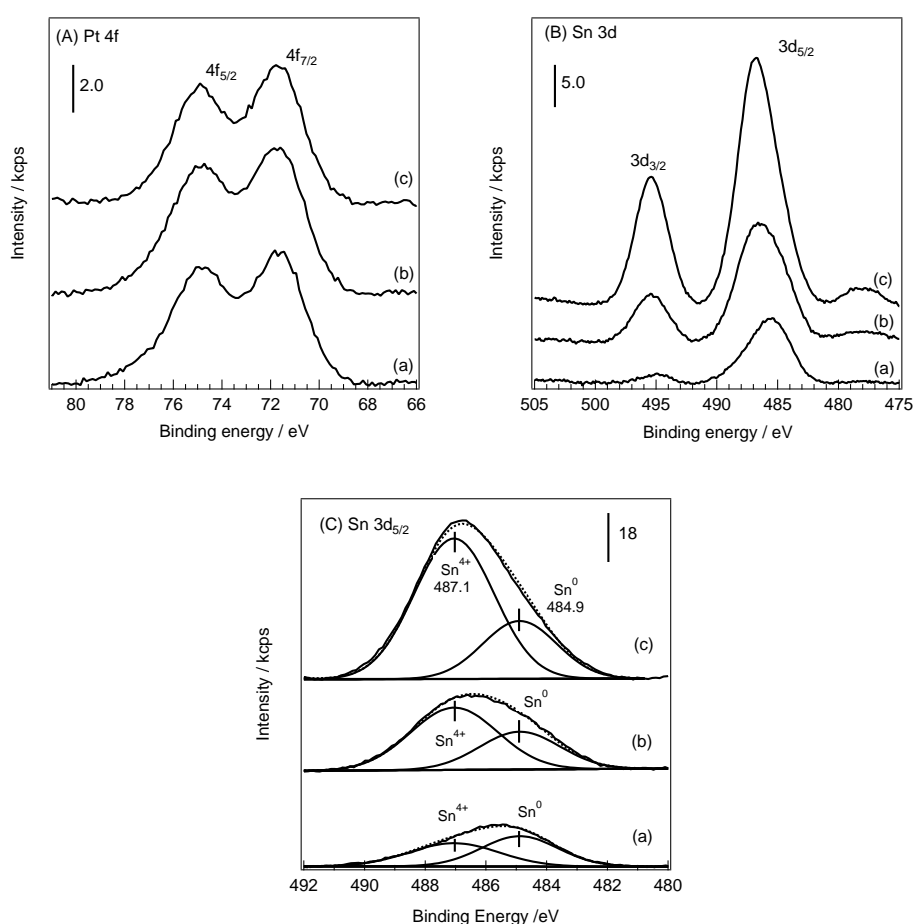 (A) Pt 4f
4f5/2
4f7/2
2.0
(c)
(b)
(a)
Intensity / kcps
80 78 76 74 72 70 68 66
Binding energy / eV
(B) Sn 3d
3d5/2
5.0
3d3/2
(c)
(b)
(a)
Intensity / kcps
505 500 495 490 485 480 475
Binding energy / eV
(C) Sn 3d5/2
18
Sn4+
487.1
Sn0
484.9
(c)
Sn0
Sn4+
(b)
Sn4+
Sn0
(a)
Intensity / kcps
492 490 488 486 484 482 480
Binding Energy /eV